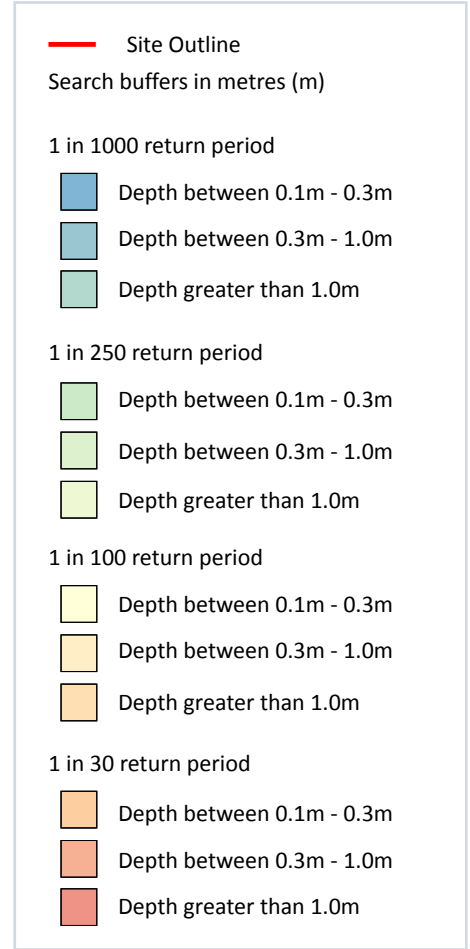 Site Outline
Search buffers in metres (m)
1 in 1000 return period
Depth between 0.1m - 0.3m
Depth between 0.3m - 1.0m
Depth greater than 1.0m
1 in 250 return period
Depth between 0.1m - 0.3m
Depth between 0.3m - 1.0m
Depth greater than 1.0m
1 in 100 return period
Depth between 0.1m - 0.3m
Depth between 0.3m - 1.0m
Depth greater than 1.0m
1 in 30 return period
Depth between 0.1m - 0.3m
Depth between 0.3m - 1.0m
Depth greater than 1.0m